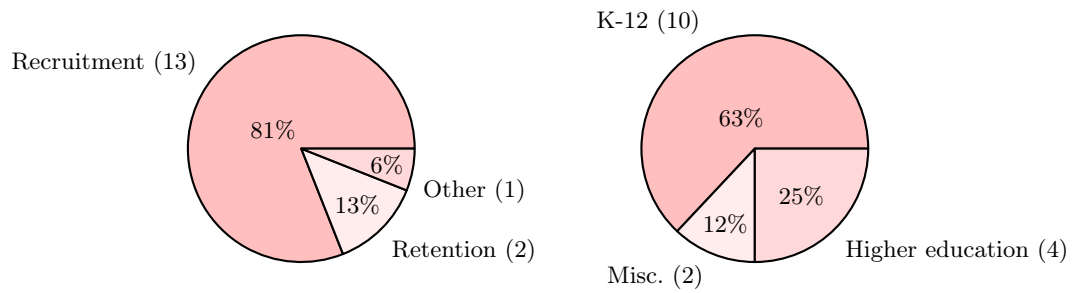 Recruitment (13)
81%
6%
Other (1)
13%
Retention (2)
K-12 (10)
63%
25%
12%
Higher education (4)
Misc. (2)